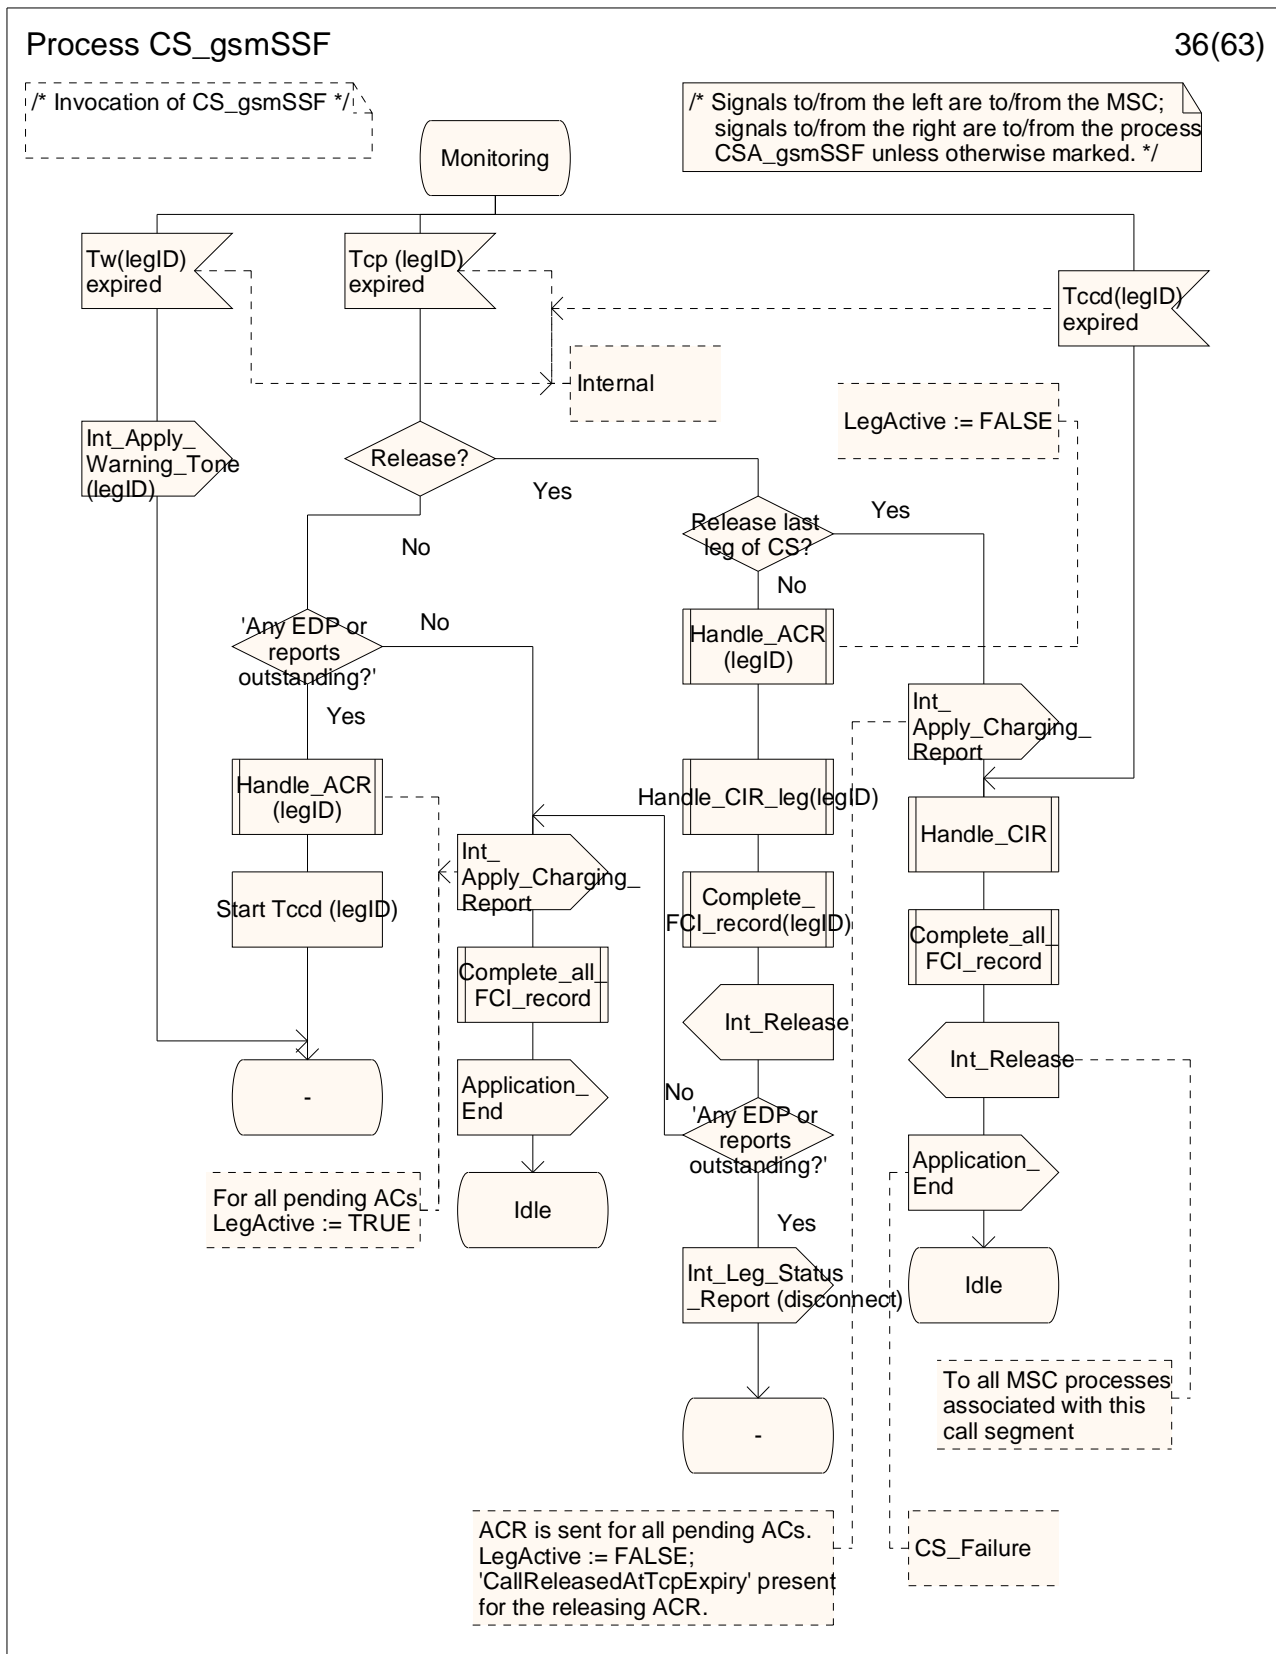 Process CS_gsmSSF
36(63)
/* Invocation of CS_gsmSSF */
/* Signals to/from the left are to/from the MSC;
signals to/from the right are to/from the process
CSA_gsmSSF unless otherwise marked. */
Monitoring
Tw(legID)
expired
Tcp (legID)
expired
Tccd(legID)
expired
Internal
LegActive := FALSE
Int_Apply_
Warning_Tone
(legID)
Release?
Yes
No
Release last
leg of CS?
Yes
No
'Any EDP or
reports
outstanding?'
No
Yes
Handle_ACR
(legID)
Int_
Apply_Charging_
Report
Handle_ACR
(legID)
Handle_CIR_leg(legID)
Handle_CIR
Int_
Apply_Charging_
Report
Start Tccd (legID)
Complete_
FCI_record(legID)
Complete_all_
FCI_record
Complete_all_
FCI_record
Int_Release
Int_Release
Application_
End
-
No
'Any EDP or
reports
outstanding?'
Yes
Application_
End
For all pending ACs
LegActive := TRUE
Idle
Int_Leg_Status
_Report (disconnect)
Idle
To all MSC processes
associated with this
call segment
-
ACR is sent for all pending ACs.
LegActive := FALSE;
'CallReleasedAtTcpExpiry' present
for the releasing ACR.
CS_Failure